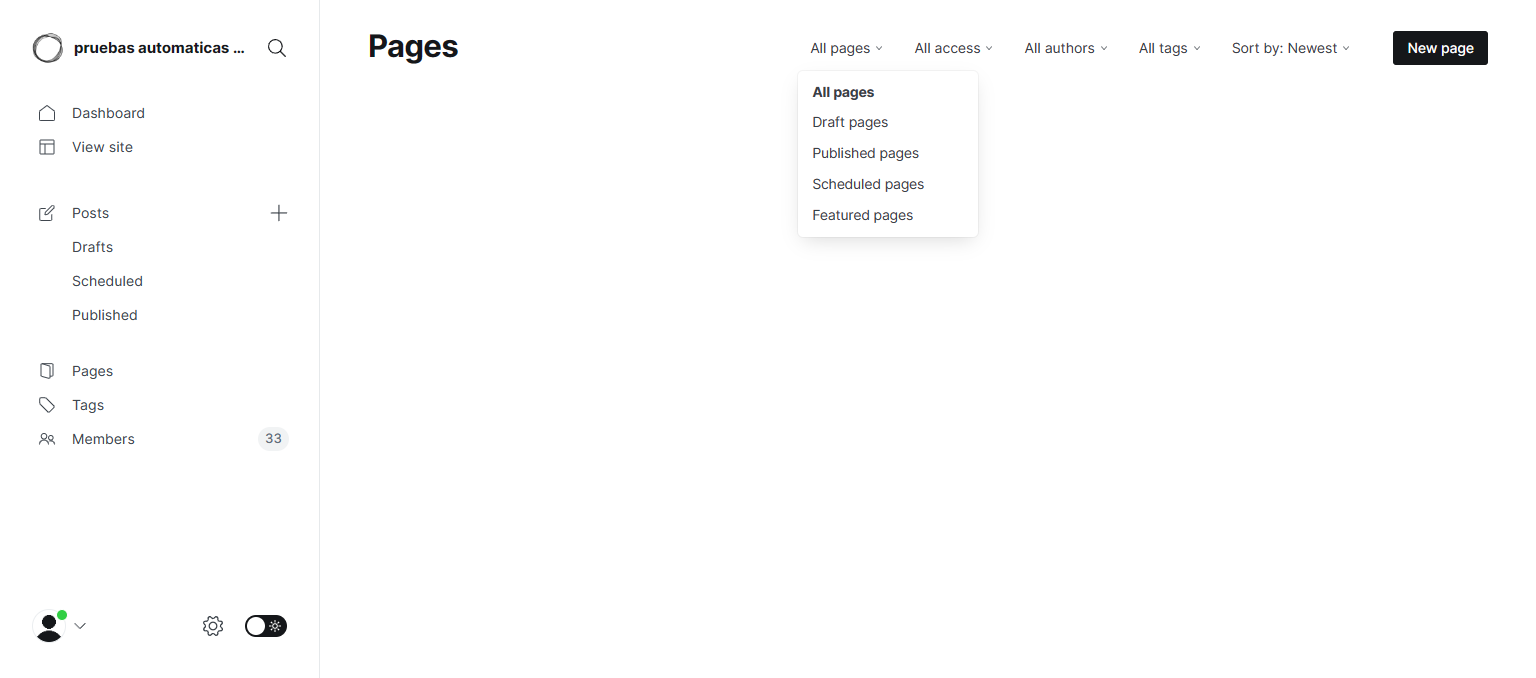 pruebas automaticas ...
Dashboard
View site
Posts
Drafts
Scheduled
Published
Pages
Tags
Members 33
Pages
All pages All access All authors All tags Sort by: Newest New page
All pages
Draft pages
Published pages
Scheduled pages
Featured pages